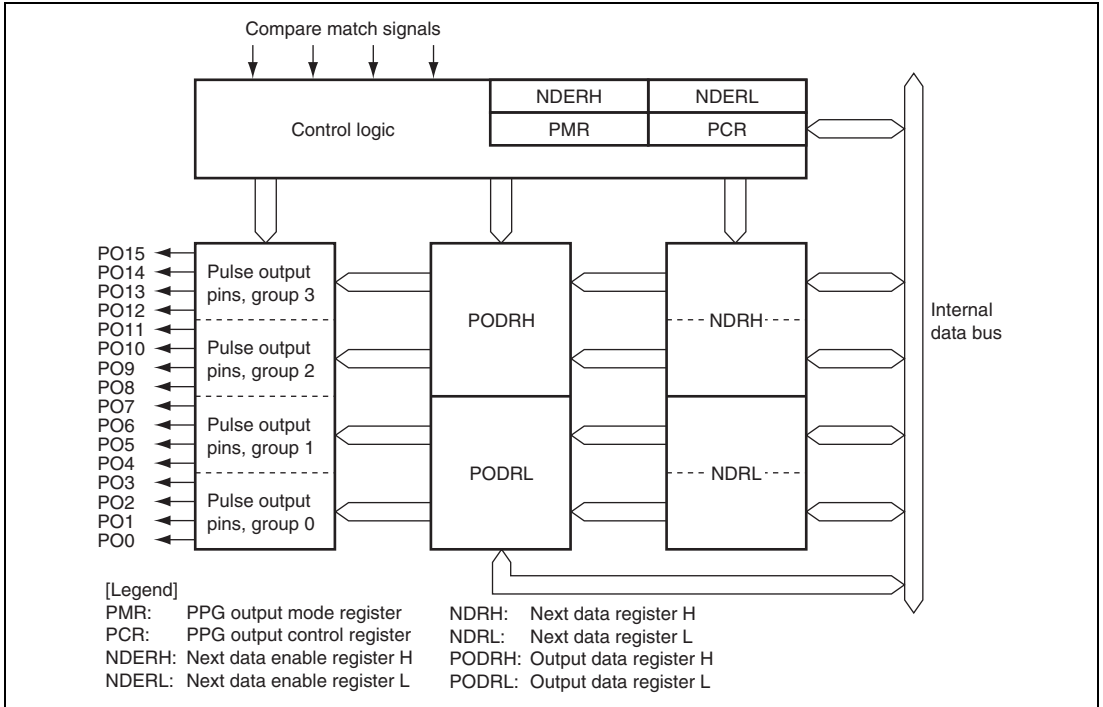 Compare match signals
NDERH
NDERL
Control logic
PMR
PCR
PO15
PO14
PO13
PO12
PO11
PO10
PO9
PO8
PO7
PO6
PO5
PO4
PO3
PO2
PO1
PO0
Pulse output
pins, group 3
Pulse output
pins, group 2
Pulse output
pins, group 1
Pulse output
pins, group 0
PODRH
PODRL
NDRH
NDRL
Internal
data bus
[Legend]
PMR: PPG output mode register
PCR: PPG output control register
NDERH: Next data enable register H
NDERL: Next data enable register L
NDRH: Next data register H
NDRL: Next data register L
PODRH: Output data register H
PODRL: Output data register L